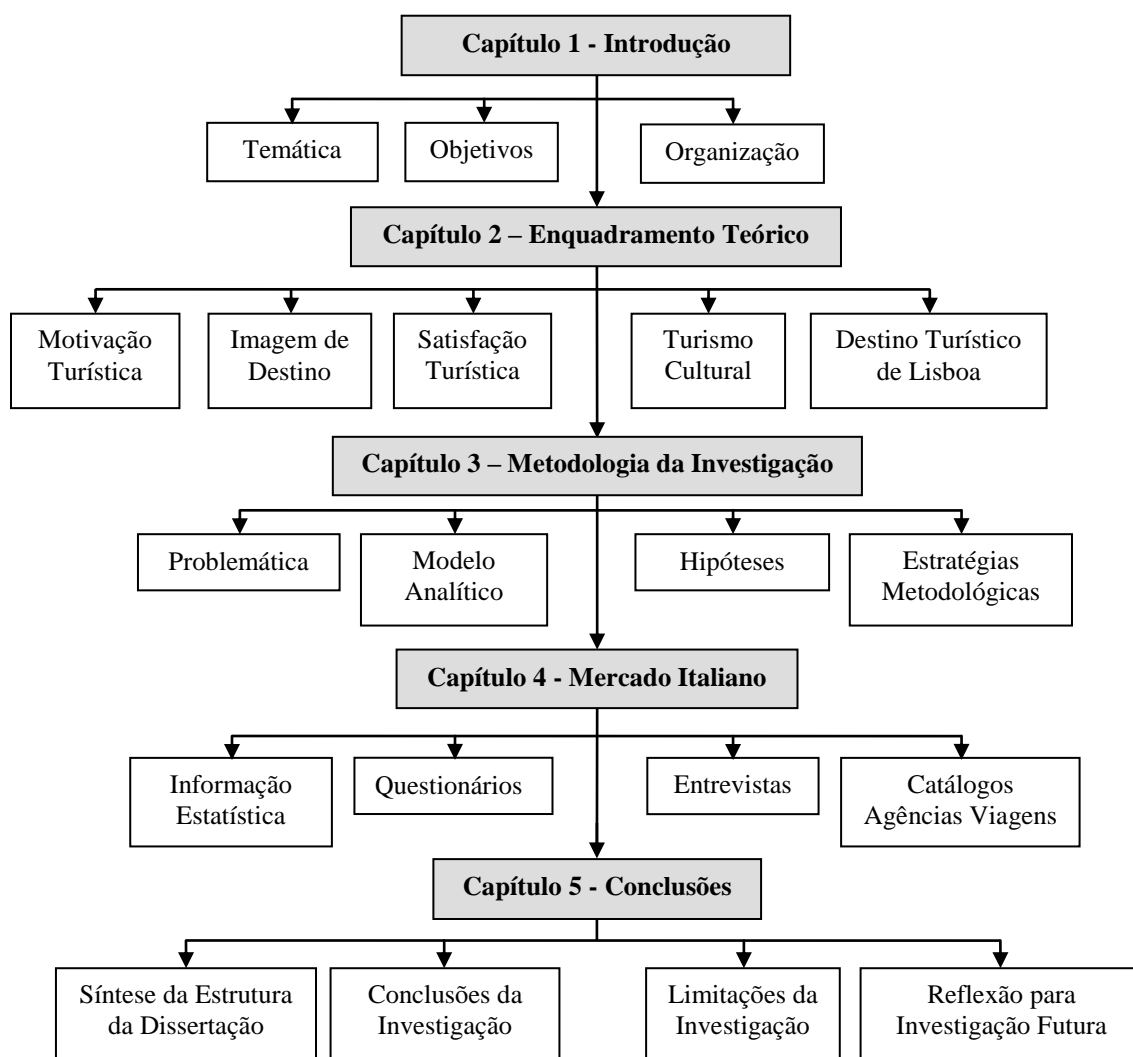 Capítulo 1 - Introdução
Temática
Objetivos
Organização
Capítulo 2 – Enquadramento Teórico
Motivação
Turística
Imagem de
Destino
Satisfação
Turística
Turismo
Cultural
Destino Turístico
de Lisboa
Capítulo 3 – Metodologia da Investigação
Problemática
Modelo
Analítico
Hipóteses
Estratégias
Metodológicas
Capítulo 4 - Mercado Italiano
Informação
Estatística
Questionários
Entrevistas
Catálogos
Agências Viagens
Capítulo 5 - Conclusões
Síntese da Estrutura
da Dissertação
Conclusões da
Investigação
Limitações da
Investigação
Reflexão para
Investigação Futura